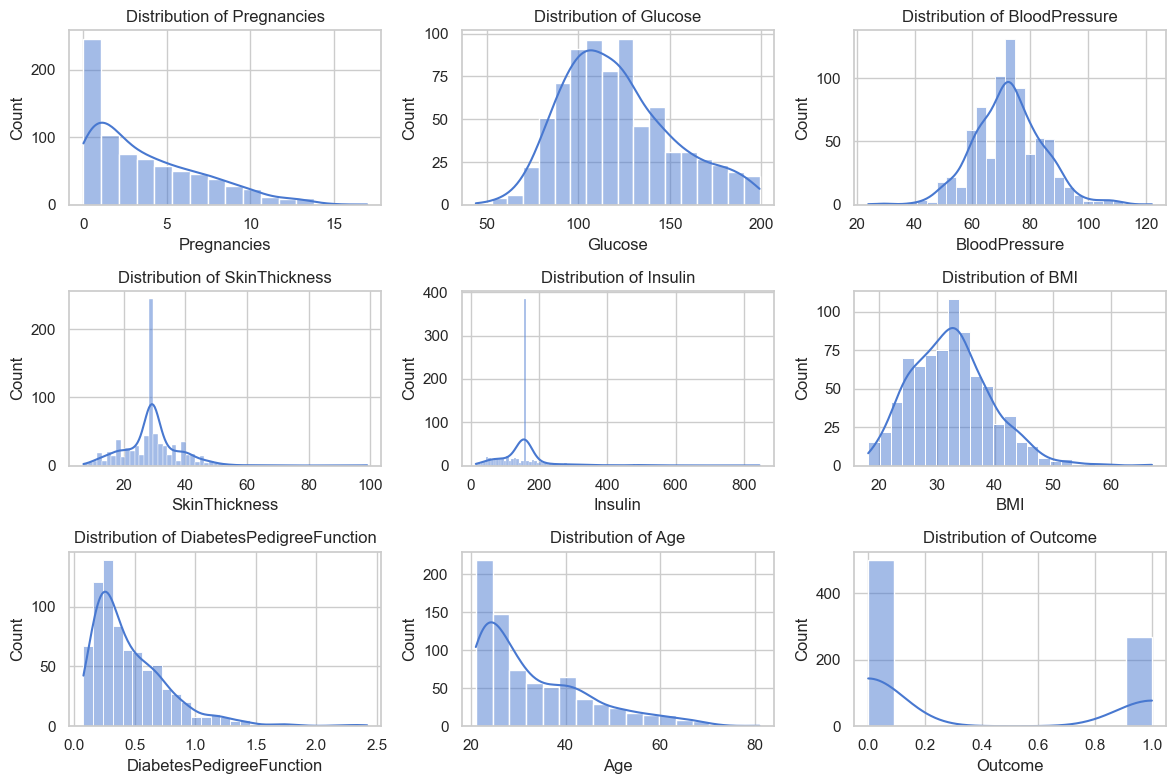 Distribution of Pregnancies
Count
200
100
0
0 5 10 15
Pregnancies
Distribution of Glucose
Count
100
75
50
25
0
50 100 150 200
Glucose
Distribution of BloodPressure
Count
100
50
0
20 40 60 80 100 120
BloodPressure
Distribution of SkinThickness
Count
200
100
0
20 40 60 80 100
SkinThickness
Distribution of Insulin
Count
400
300
200
100
0
0 200 400 600 800
Insulin
Distribution of BMI
Count
100
75
50
25
0
20 30 40 50 60
BMI
Distribution of DiabetesPedigreeFunction
Count
100
50
0
0.0 0.5 1.0 1.5 2.0 2.5
DiabetesPedigreeFunction
Distribution of Age
Count
200
150
100
50
0
20 40 60 80
Age
Distribution of Outcome
Count
400
200
0
0.0 0.2 0.4 0.6 0.8 1.0
Outcome